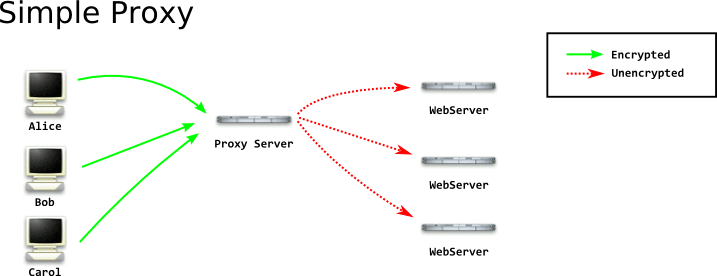 Simple Proxy
Encrypted
Unencrypted
Alice
Bob
Carol
Proxy Server
WebServer
WebServer
WebServer